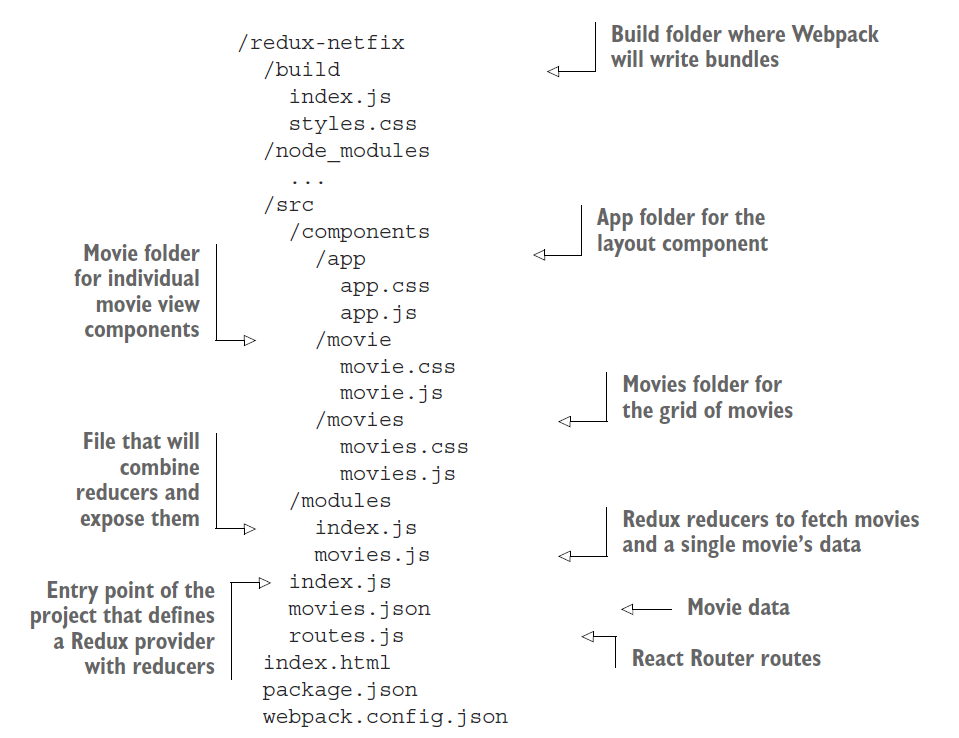 /redux-netfix
/build
index.js
styles.css
/node_modules
...
/src
/components
/app
app.css
app.js
/movie
movie.css
movie.js
/movies
movies.css
movies.js
/modules
index.js
movies.js
index.js
movies.json
routes.js
index.html
package.json
webpack.config.json
Build folder where Webpack
will write bundles
App folder for the
layout component
Movie folder
for individual
movie view
components
Movies folder for
the grid of movies
File that will
combine
reducers and
expose them
Redux reducers to fetch movies
and a single movie’s data
Entry point of the
project that defines
a Redux provider
with reducers
Movie data
React Router routes